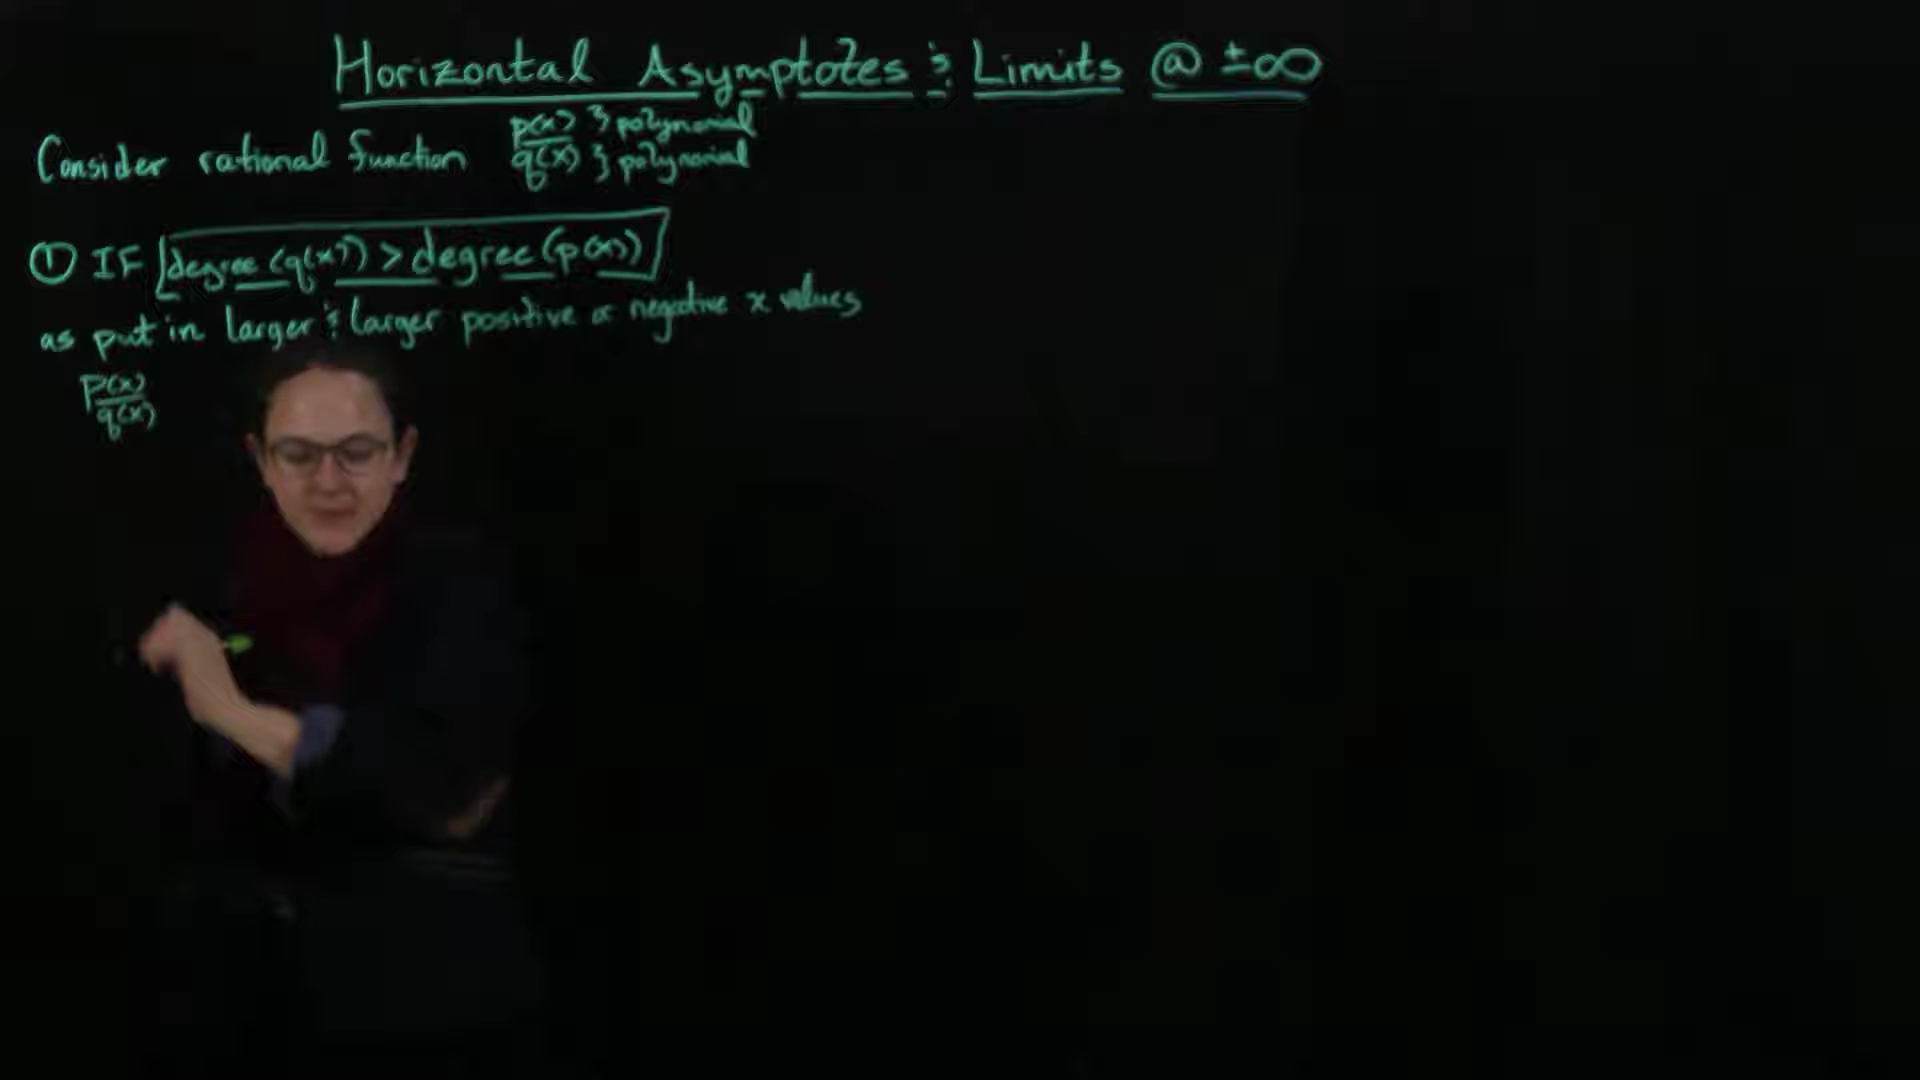 Horizontal Asymptotes & Limits @ ±∞
Consider rational function p(x) } polynomial
q(x) } polynomial
① IF degree (q(x)) > degree (p(x))
as put in larger & larger positive or negative x values
p(x)
q(x)